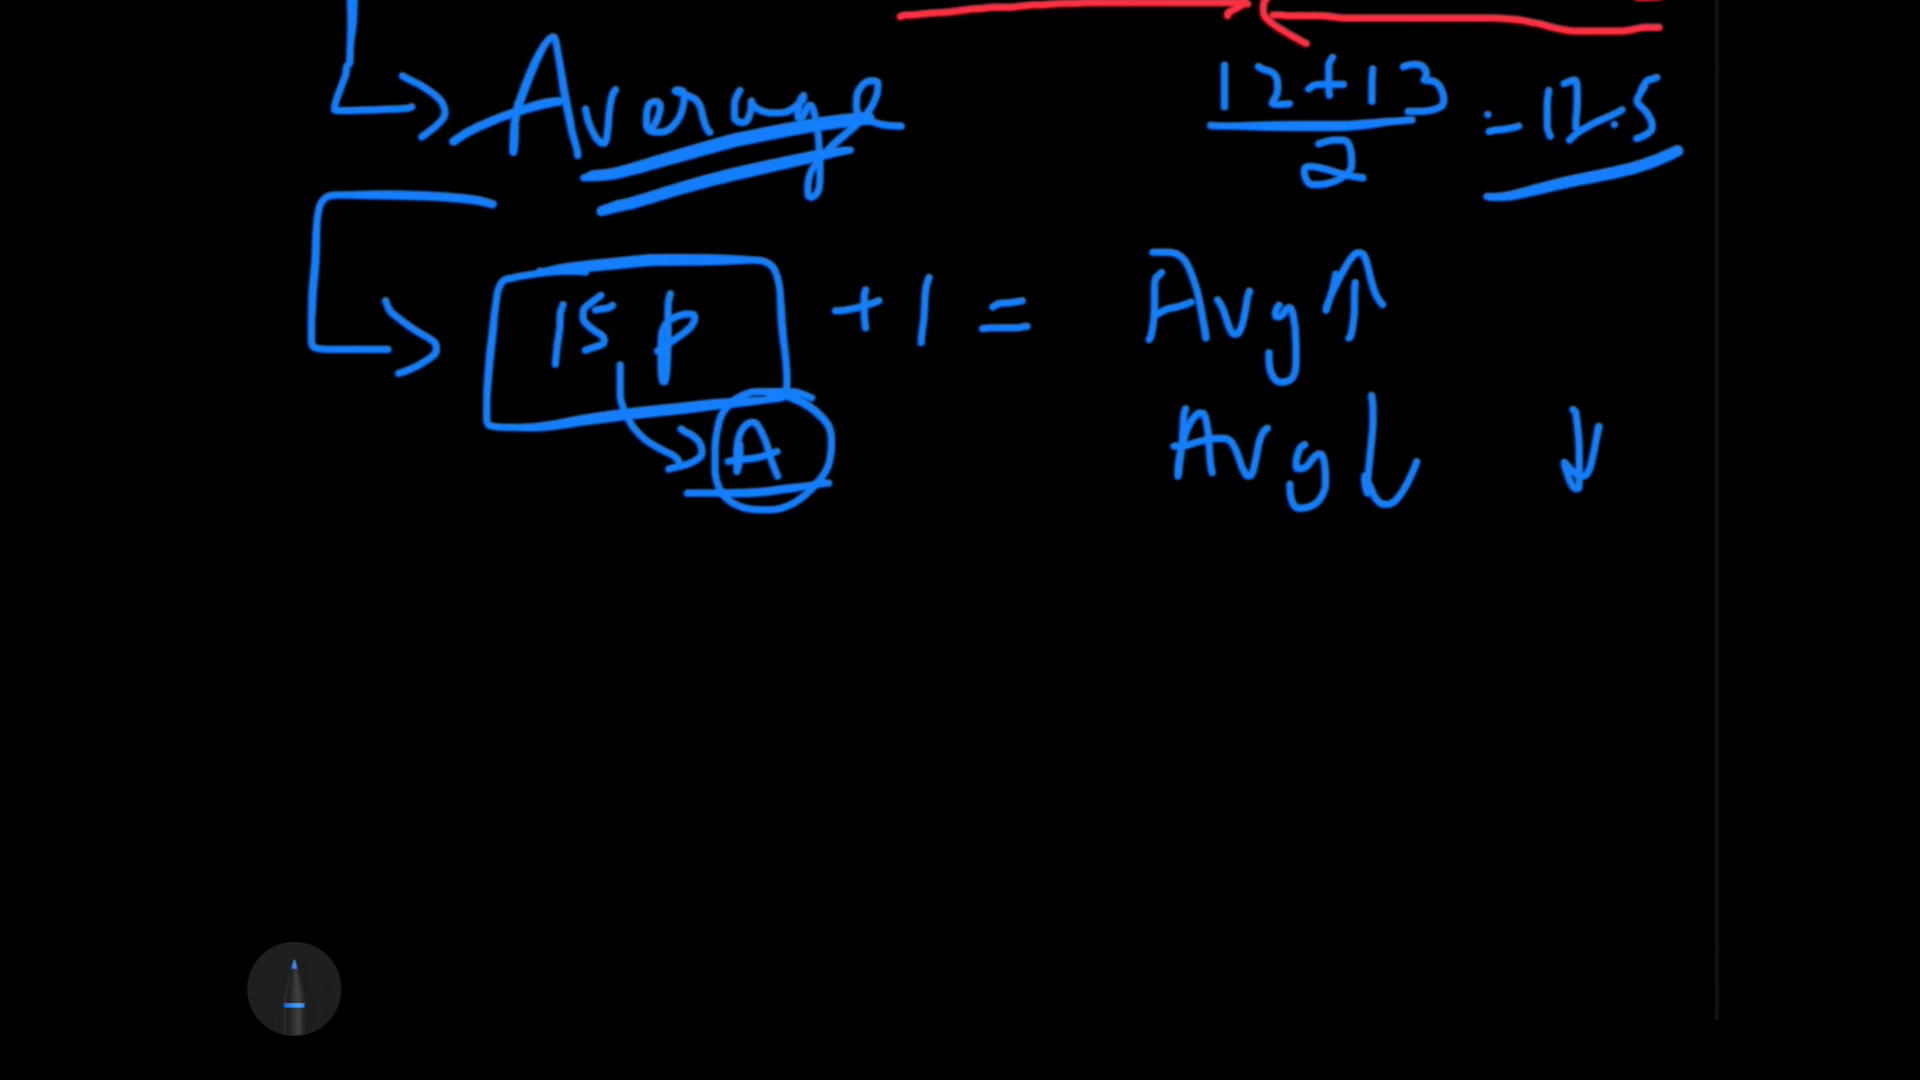 Average
12+13
2
= 12.5
15 p + 1 = Avg ↑
A
Avg ↓ ↓